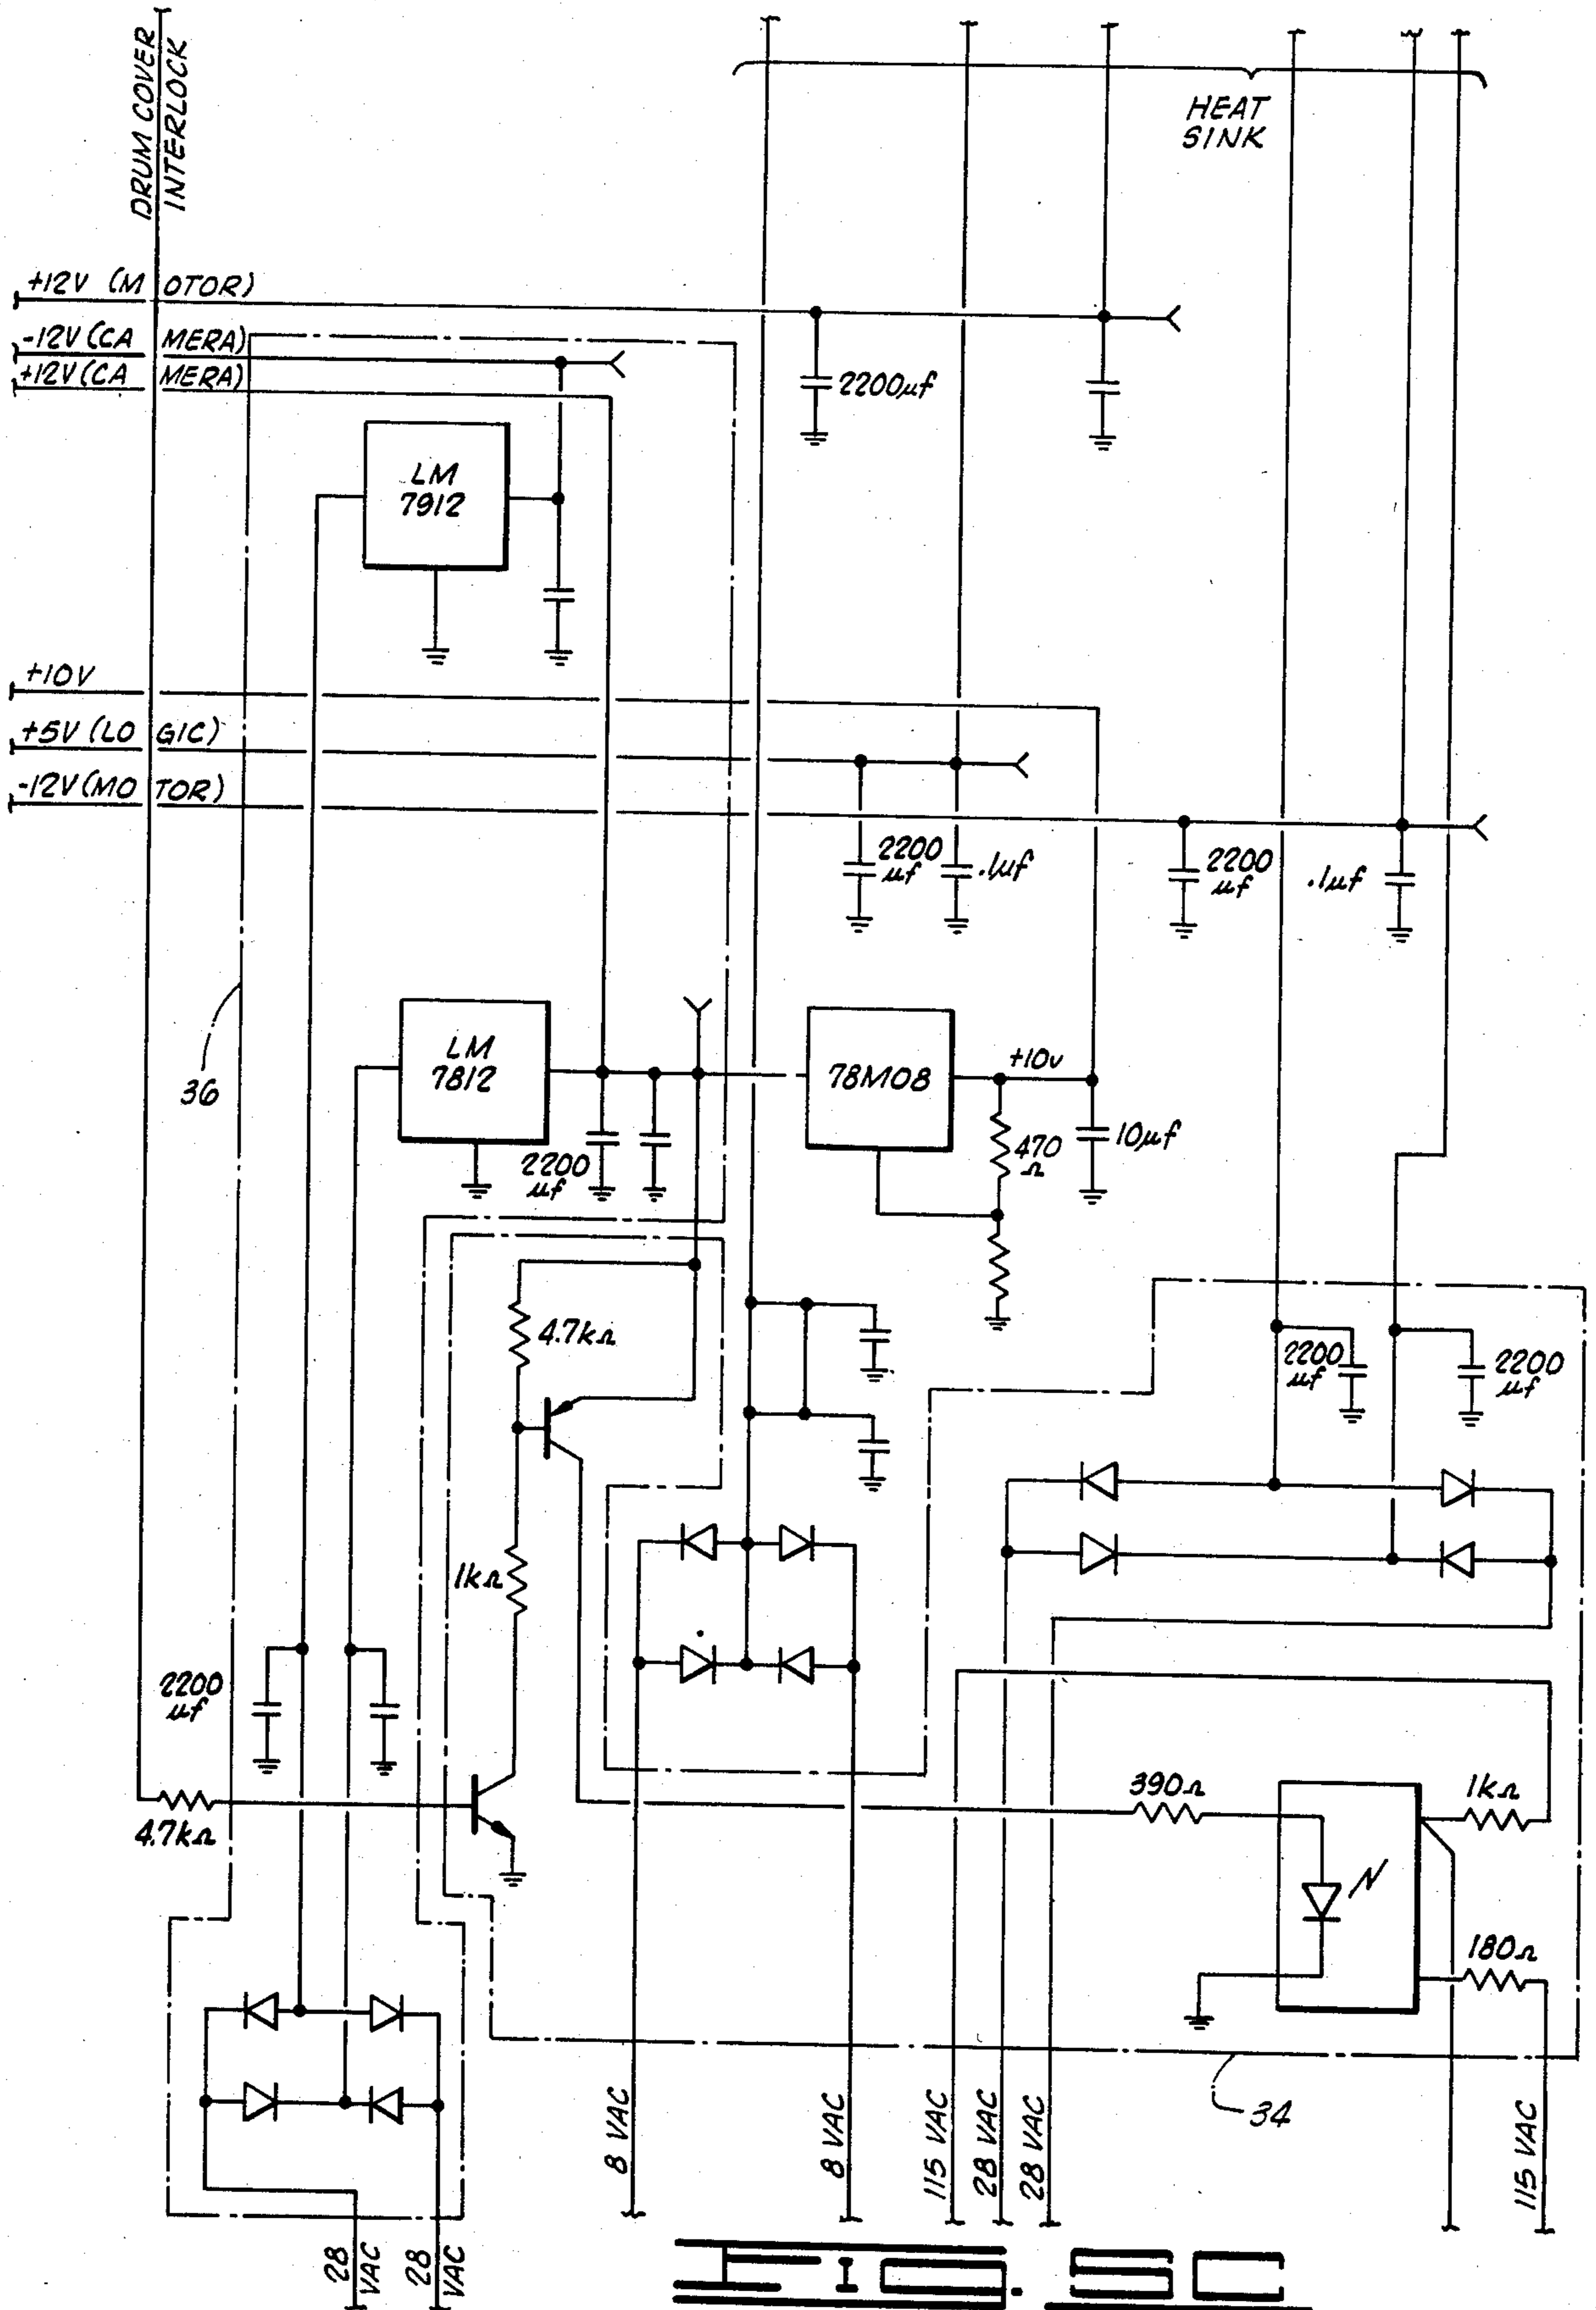 DRUM COVER
INTERLOCK
HEAT
SINK
+12V (MOTOR)
-12V (CAMERA)
+12V (CAMERA)
2200µf
LM
7912
+10V
+5V (LOGIC)
-12V (MOTOR)
2200
µf
.1µf
2200
µf
.1µf
36
LM
7812
2200
µf
78M08
+10v
470
Ω
10µf
4.7kΩ
2200
µf
2200
µf
1kΩ
2200
µf
4.7kΩ
390Ω
1kΩ
180Ω
34
28
VAC
28
VAC
8 VAC
8 VAC
115 VAC
28 VAC
28 VAC
115 VAC
FIG. 5C